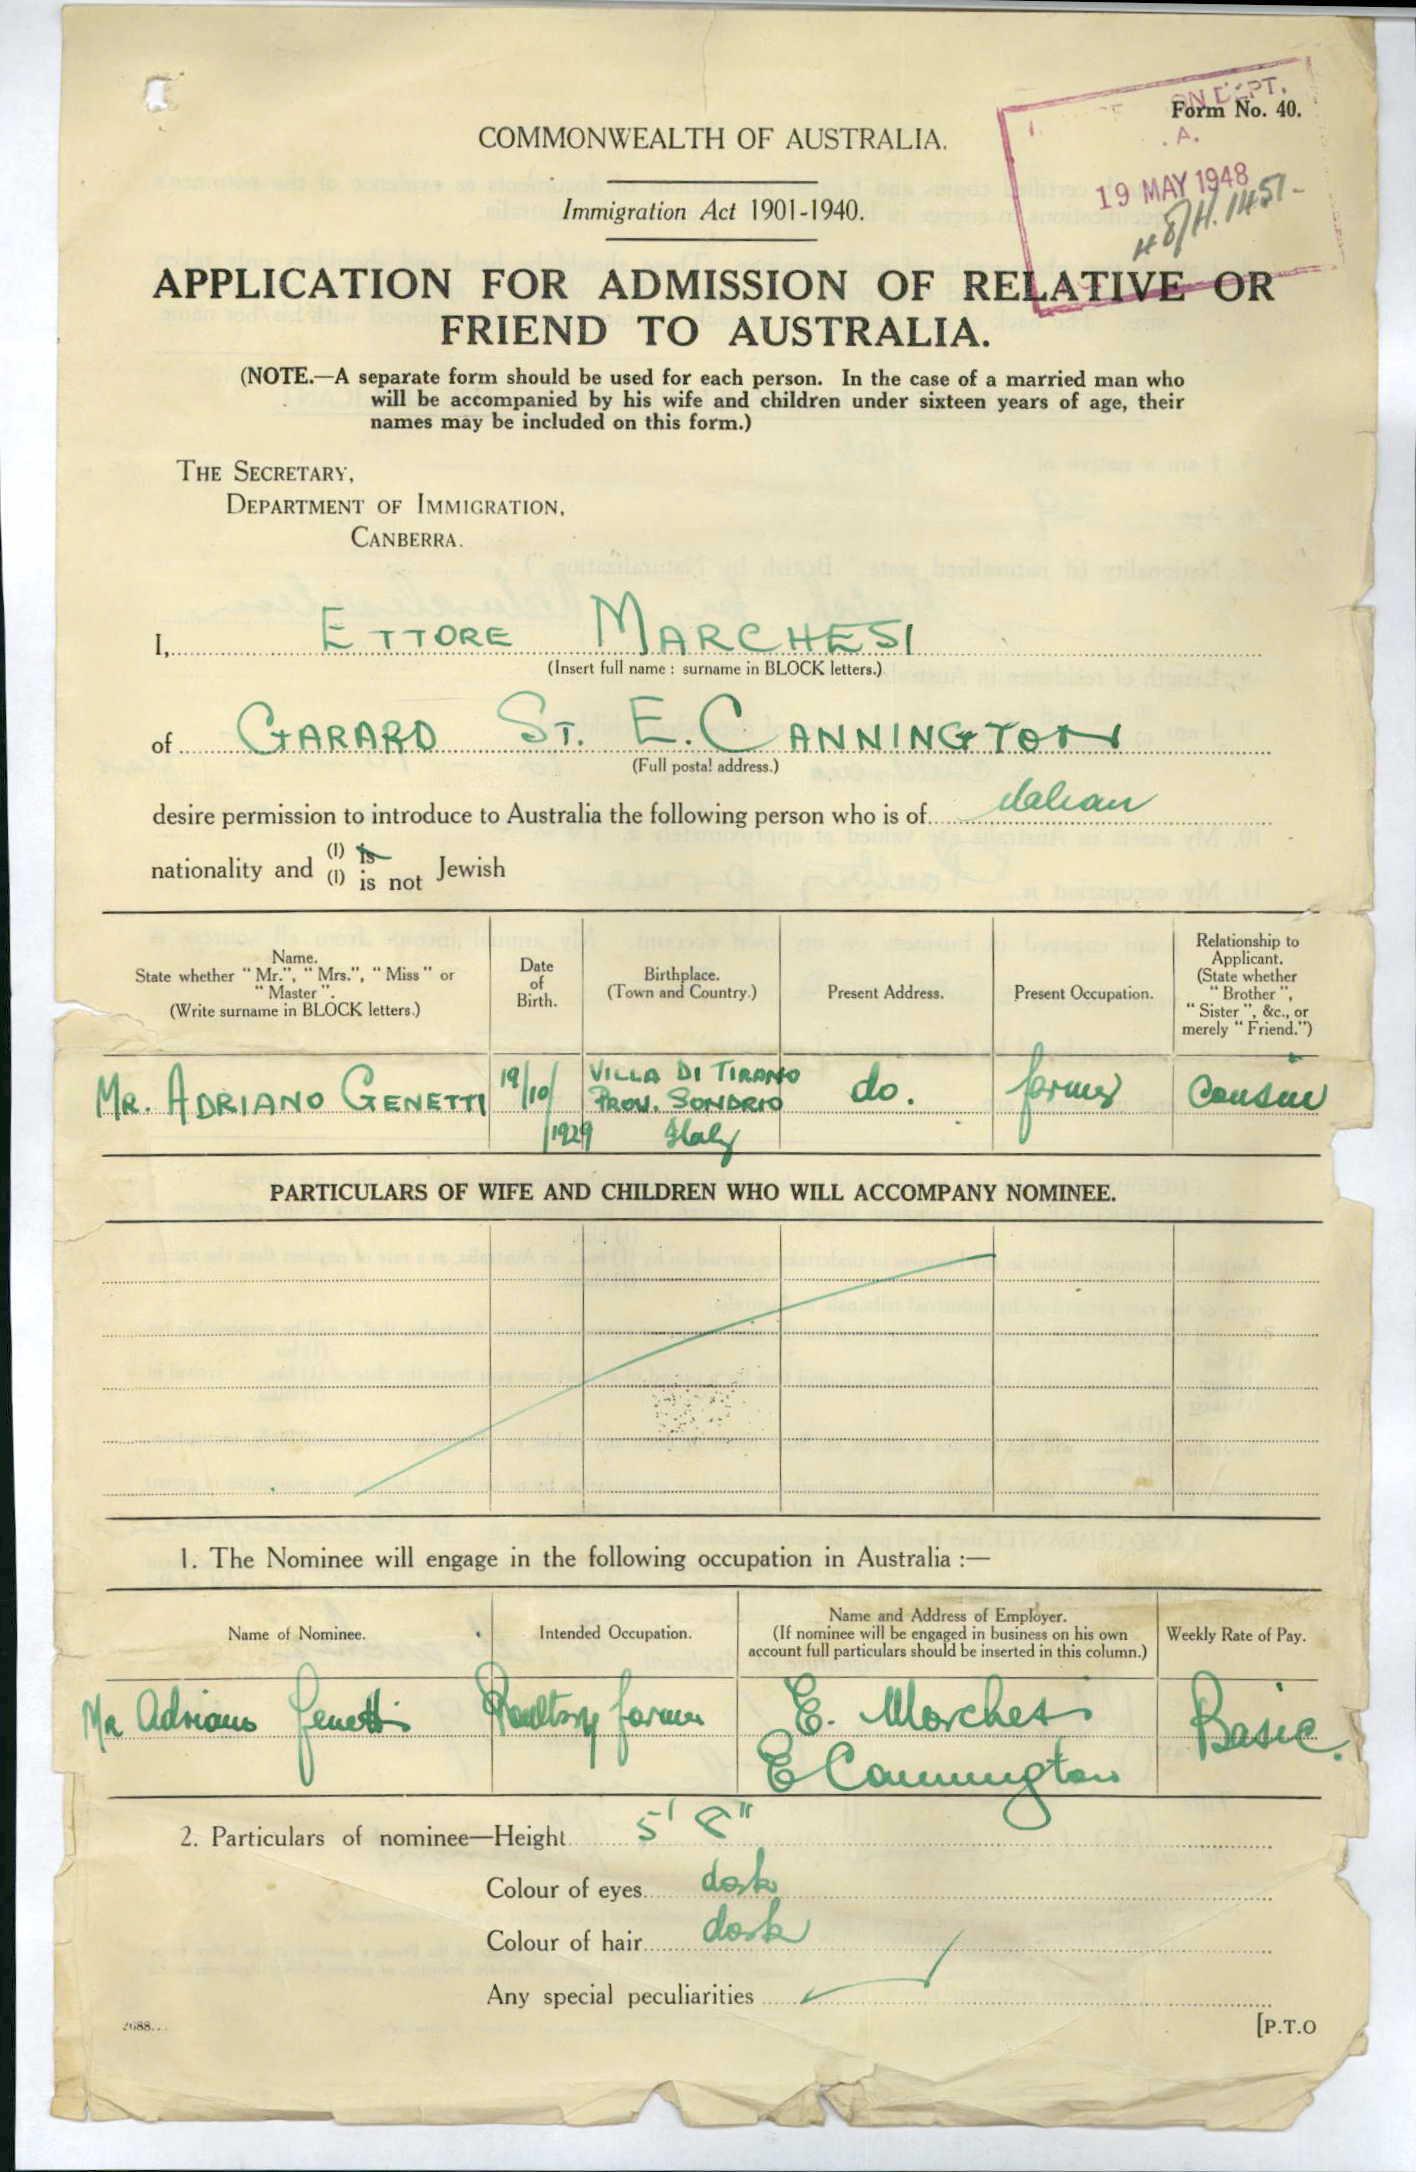 Form No. 40.
ON DEPT.
. A.
19 MAY 1948
48/H.1451-
COMMONWEALTH OF AUSTRALIA.
Immigration Act 1901-1940.
APPLICATION FOR ADMISSION OF RELATIVE OR
FRIEND TO AUSTRALIA.
(NOTE.—A separate form should be used for each person. In the case of a married man who
will be accompanied by his wife and children under sixteen years of age, their
names may be included on this form.)
THE SECRETARY,
DEPARTMENT OF IMMIGRATION,
CANBERRA.
I, ETTORE MARCHESI
(Insert full name : surname in BLOCK letters.)
of GARARD ST. E. CANNINGTON
(Full postal address.)
desire permission to introduce to Australia the following person who is of Italian
nationality and (1) is
(1) is not Jewish
Name.
State whether " Mr.", " Mrs.", " Miss " or
" Master ".
(Write surname in BLOCK letters.)
Date
of
Birth.
Birthplace.
(Town and Country.)
Present Address.
Present Occupation.
Relationship to
Applicant.
(State whether
" Brother ",
" Sister ", &c., or
merely " Friend.")
MR. ADRIANO GENETTI
19/10/
1929
VILLA DI TIRANO
PROV. SONDRIO
Italy
do.
farmer
Cousin
PARTICULARS OF WIFE AND CHILDREN WHO WILL ACCOMPANY NOMINEE.
1. The Nominee will engage in the following occupation in Australia :—
Name of Nominee.
Intended Occupation.
Name and Address of Employer.
(If nominee will be engaged in business on his own
account full particulars should be inserted in this column.)
Weekly Rate of Pay.
Mr Adriano Genetti
Poultry farmer
E. Marchesi
E Cannington
Basic.
2. Particulars of nominee—Height 5' 8"
Colour of eyes dark
Colour of hair dark
Any special peculiarities
2688
[P.T.O